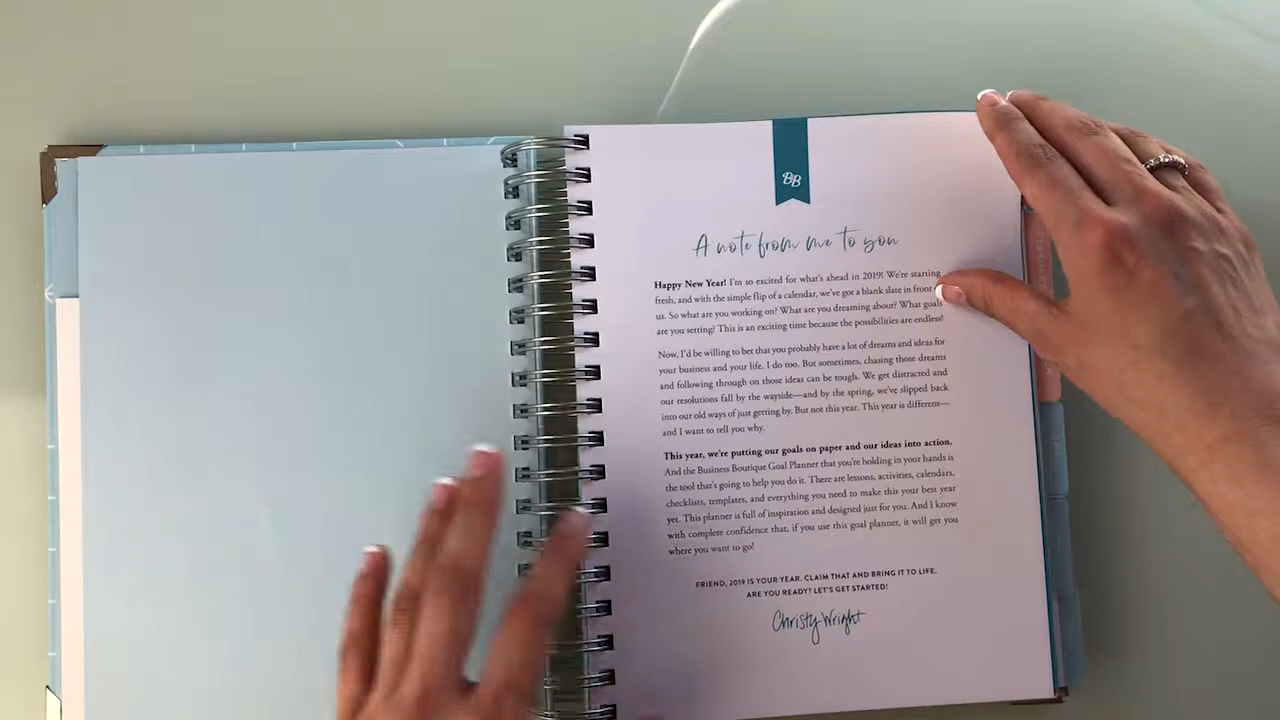 BB
A note from me to you
Happy New Year! I'm so excited for what's ahead in 2019! We're starting
fresh, and with the simple flip of a calendar, we've got a blank slate in front
us. So what are you working on? What are you dreaming about? What goals
are you setting? This is an exciting time because the possibilities are endless!
Now, I'd be willing to bet that you probably have a lot of dreams and ideas for
your business and your life. I do too. But sometimes, chasing those dreams
and following through on those ideas can be tough. We get distracted and
our resolutions fall by the wayside—and by the spring, we've slipped back
into our old ways of just getting by. But not this year. This year is different—
and I want to tell you why.
This year, we're putting our goals on paper and our ideas into action.
And the Business Boutique Goal Planner that you're holding in your hands is
the tool that's going to help you do it. There are lessons, activities, calendars,
checklists, templates, and everything you need to make this your best year
yet. This planner is full of inspiration and designed just for you. And I know
with complete confidence that, if you use this goal planner, it will get you
where you want to go!
FRIEND, 2019 IS YOUR YEAR. CLAIM THAT AND BRING IT TO LIFE.
ARE YOU READY? LET'S GET STARTED!
Christy Wright